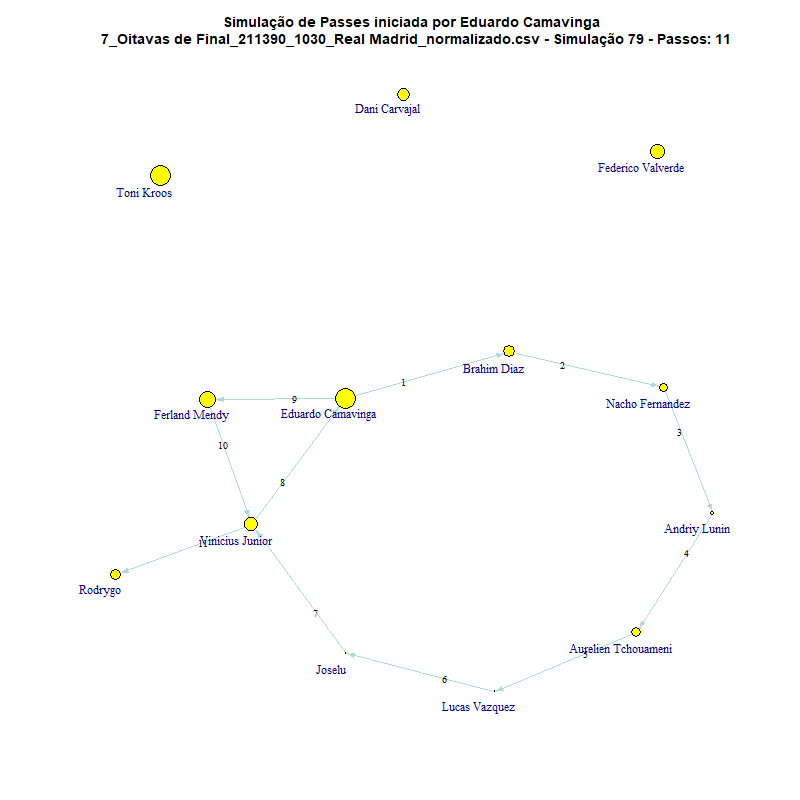 Simulação de Passes iniciada por Eduardo Camavinga
7_Oitavas de Final_211390_1030_Real Madrid_normalizado.csv - Simulação 79 - Passos: 11
Dani Carvajal
Federico Valverde
Toni Kroos
Brahim Diaz
2
1
Nacho Fernandez
9
Ferland Mendy
Eduardo Camavinga
3
10
8
Andriy Lunin
Vinicius Junior
11
4
Rodrygo
7
Aurelien Tchouameni
5
Joselu
6
Lucas Vazquez